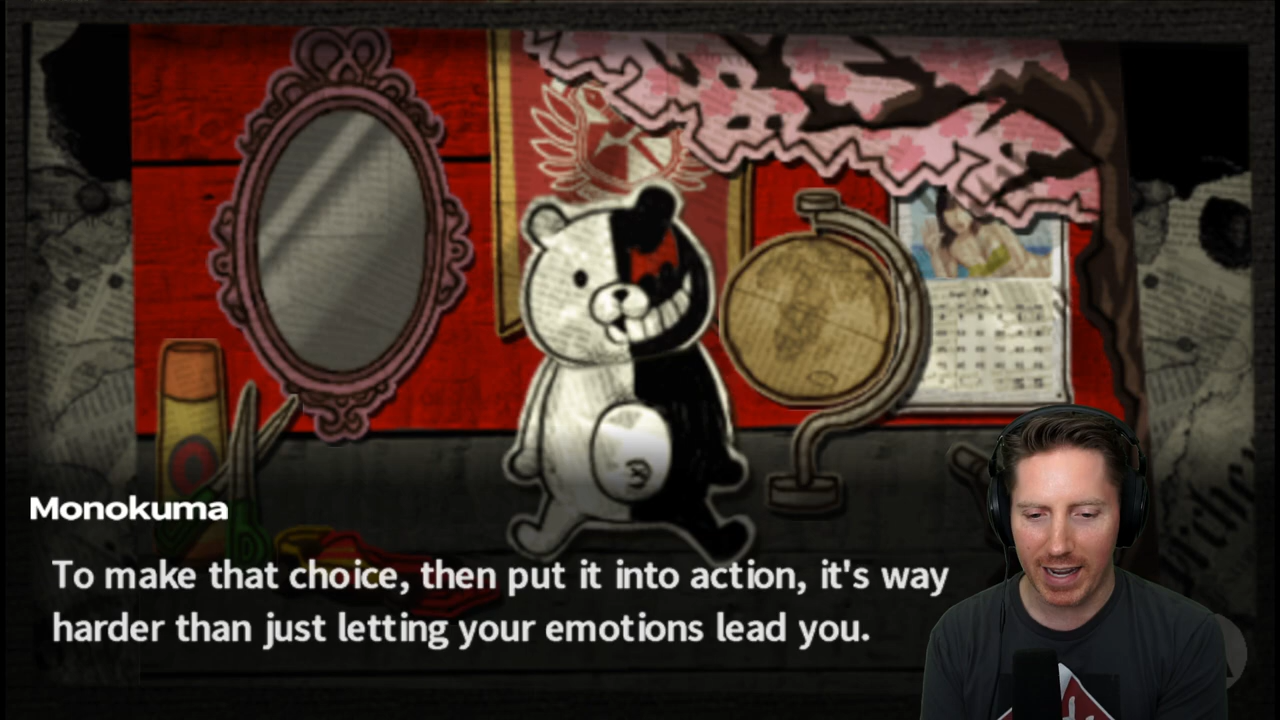 Monokuma
To make that choice, then put it into action, it's way
harder than just letting your emotions lead you.